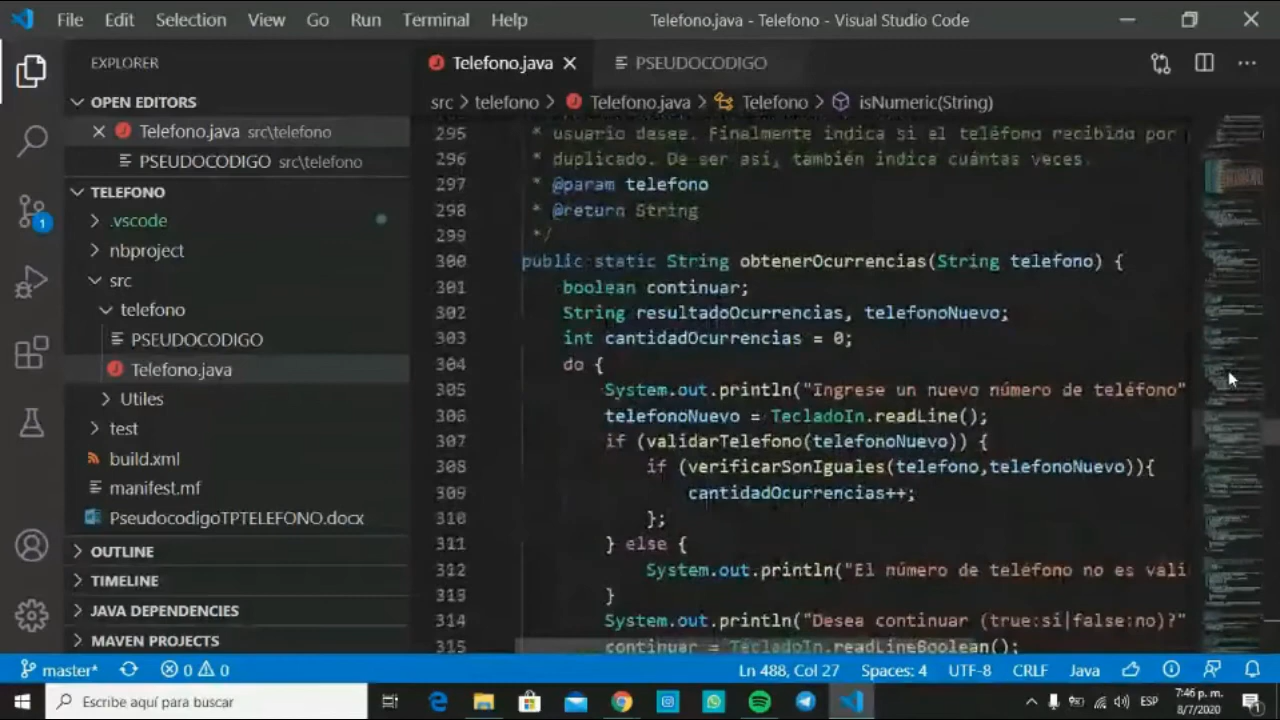 File Edit Selection View Go Run Terminal Help Telefono.java - Telefono - Visual Studio Code
EXPLORER
OPEN EDITORS
Telefono.java src\telefono
PSEUDOCODIGO src\telefono
TELEFONO
.vscode
nbproject
src
telefono
PSEUDOCODIGO
Telefono.java
Utiles
test
build.xml
manifest.mf
PseudocodigoTPTELEFONO.docx
OUTLINE
TIMELINE
JAVA DEPENDENCIES
MAVEN PROJECTS
1
Telefono.java PSEUDOCODIGO
src > telefono > Telefono.java > Telefono > isNumeric(String)
295 * usuario desee. Finalmente indica si el teléfono recibido por
296 * duplicado. De ser así, también indica cuántas veces.
297 * @param telefono
298 * @return String
299 */
300 public static String obtenerOcurrencias(String telefono) {
301 boolean continuar;
302 String resultadoOcurrencias, telefonoNuevo;
303 int cantidadOcurrencias = 0;
304 do {
305 System.out.println("Ingrese un nuevo número de teléfono"
306 telefonoNuevo = TecladoIn.readLine();
307 if (validarTelefono(telefonoNuevo)) {
308 if (verificarSonIguales(telefono,telefonoNuevo)){
309 cantidadOcurrencias++;
310 };
311 } else {
312 System.out.println("El número de teléfono no es váli
313 }
314 System.out.println("Desea continuar (true:si|false:no)?"
315 continuar = TecladoIn.readLineBoolean();
master* 0 0 Ln 488, Col 27 Spaces: 4 UTF-8 CRLF Java
Escribe aquí para buscar ESP 7:46 p. m.
8/7/2020 1